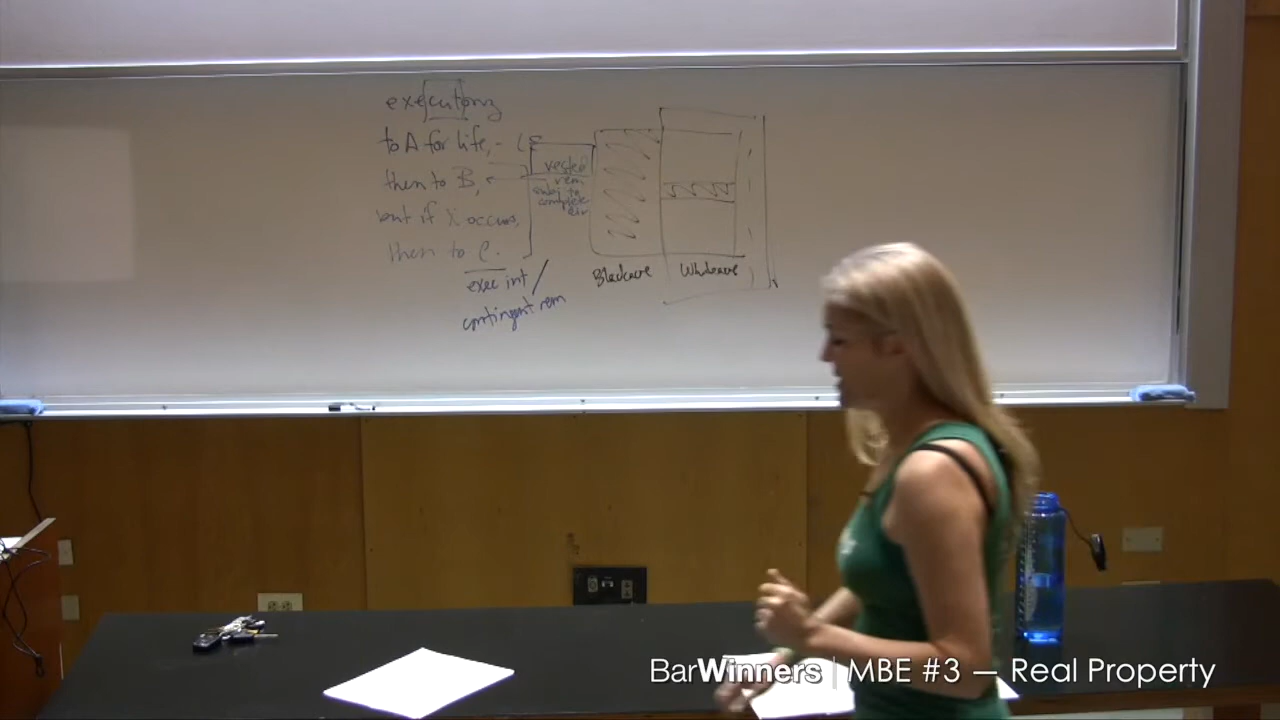 executory
to A for life, - LE
then to B,
but if X occurs,
then to C.
exec int /
contingent rem
vested
rem
subj to
complete
Blackacre
Whiteacre
BarWinners | MBE #3 — Real Property